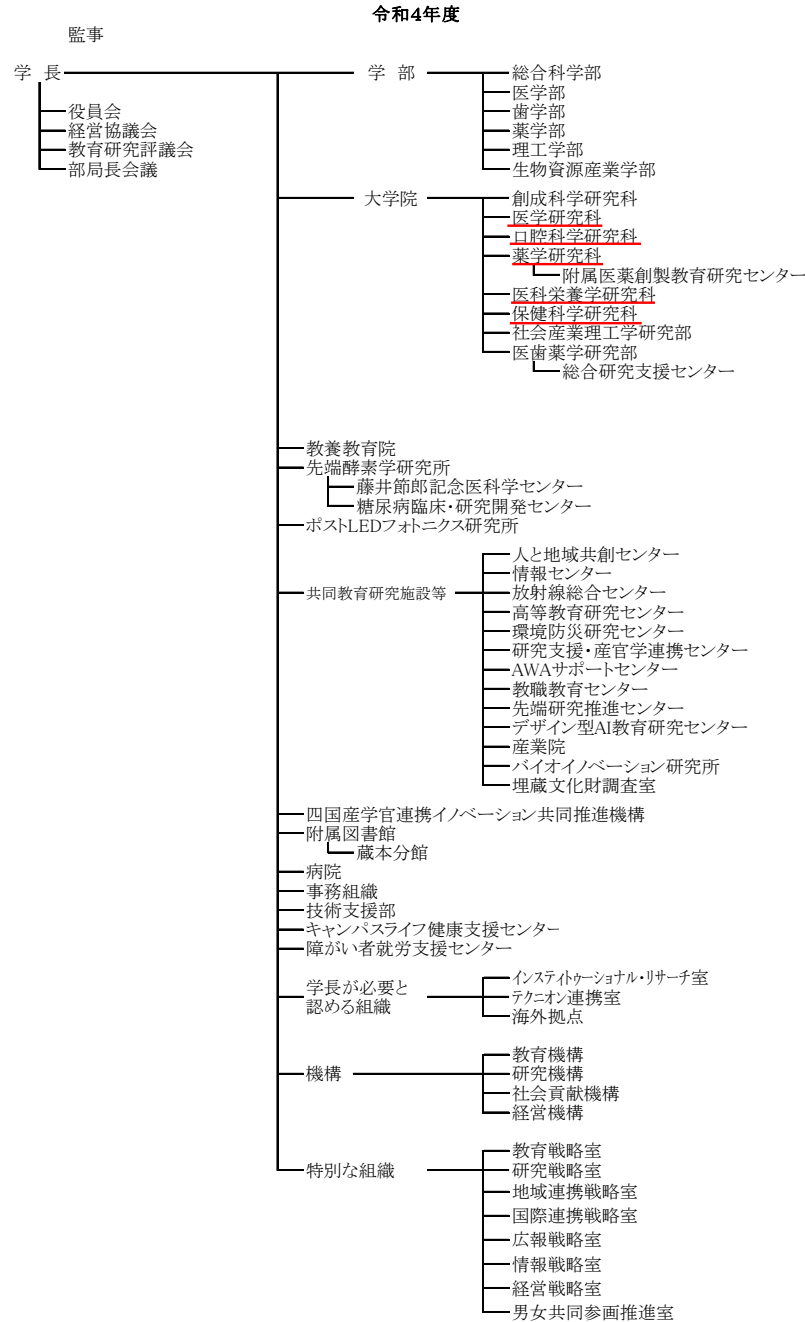 令和4年度
監事
学 長
役員会
経営協議会
教育研究評議会
部局長会議
学 部
総合科学部
医学部
歯学部
薬学部
理工学部
生物資源産業学部
大学院
創成科学研究科
医学研究科
口腔科学研究科
薬学研究科
附属医薬創製教育研究センター
医科栄養学研究科
保健科学研究科
社会産業理工学研究部
医歯薬学研究部
総合研究支援センター
教養教育院
先端酵素学研究所
藤井節郎記念医科学センター
糖尿病臨床・研究開発センター
ポストLEDフォトニクス研究所
共同教育研究施設等
人と地域共創センター
情報センター
放射線総合センター
高等教育研究センター
環境防災研究センター
研究支援・産官学連携センター
AWAサポートセンター
教職教育センター
先端研究推進センター
デザイン型AI教育研究センター
産業院
バイオイノベーション研究所
埋蔵文化財調査室
四国産学官連携イノベーション共同推進機構
附属図書館
蔵本分館
病院
事務組織
技術支援部
キャンパスライフ健康支援センター
障がい者就労支援センター
学長が必要と
認める組織
インスティトゥーショナル・リサーチ室
テクニオン連携室
海外拠点
機構
教育機構
研究機構
社会貢献機構
経営機構
特別な組織
教育戦略室
研究戦略室
地域連携戦略室
国際連携戦略室
広報戦略室
情報戦略室
経営戦略室
男女共同参画推進室